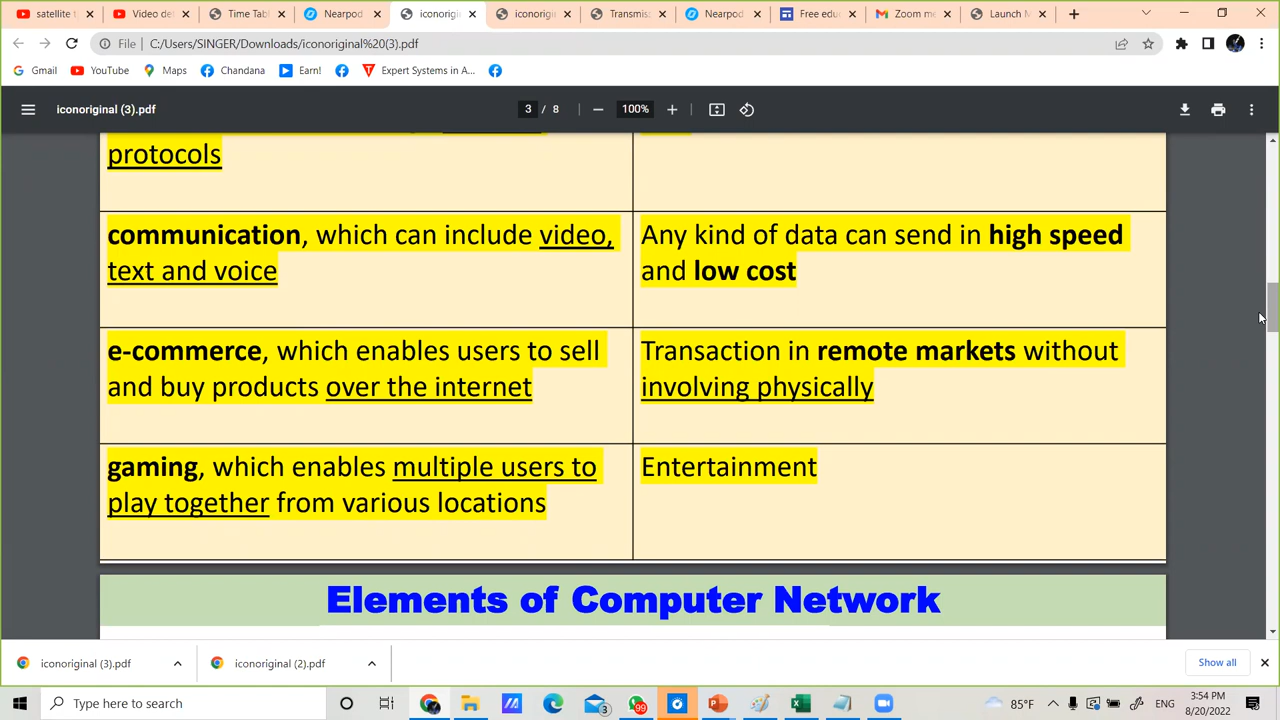 satellite t
Video de
Time Tab
Nearpod
iconorigi
iconorigi
Transmis
Nearpod
Free edu
Zoom me
Launch M
File
C:/Users/SINGER/Downloads/iconoriginal%20(3).pdf
Gmail
YouTube
Maps
Chandana
Earn!
Expert Systems in A...
iconoriginal (3).pdf
3 / 8
100%
protocols
communication, which can include video,
text and voice
Any kind of data can send in high speed
and low cost
e-commerce, which enables users to sell
and buy products over the internet
Transaction in remote markets without
involving physically
gaming, which enables multiple users to
play together from various locations
Entertainment
Elements of Computer Network
iconoriginal (3).pdf
iconoriginal (2).pdf
Show all
Type here to search
3
99
85°F
ENG
3:54 PM
8/20/2022